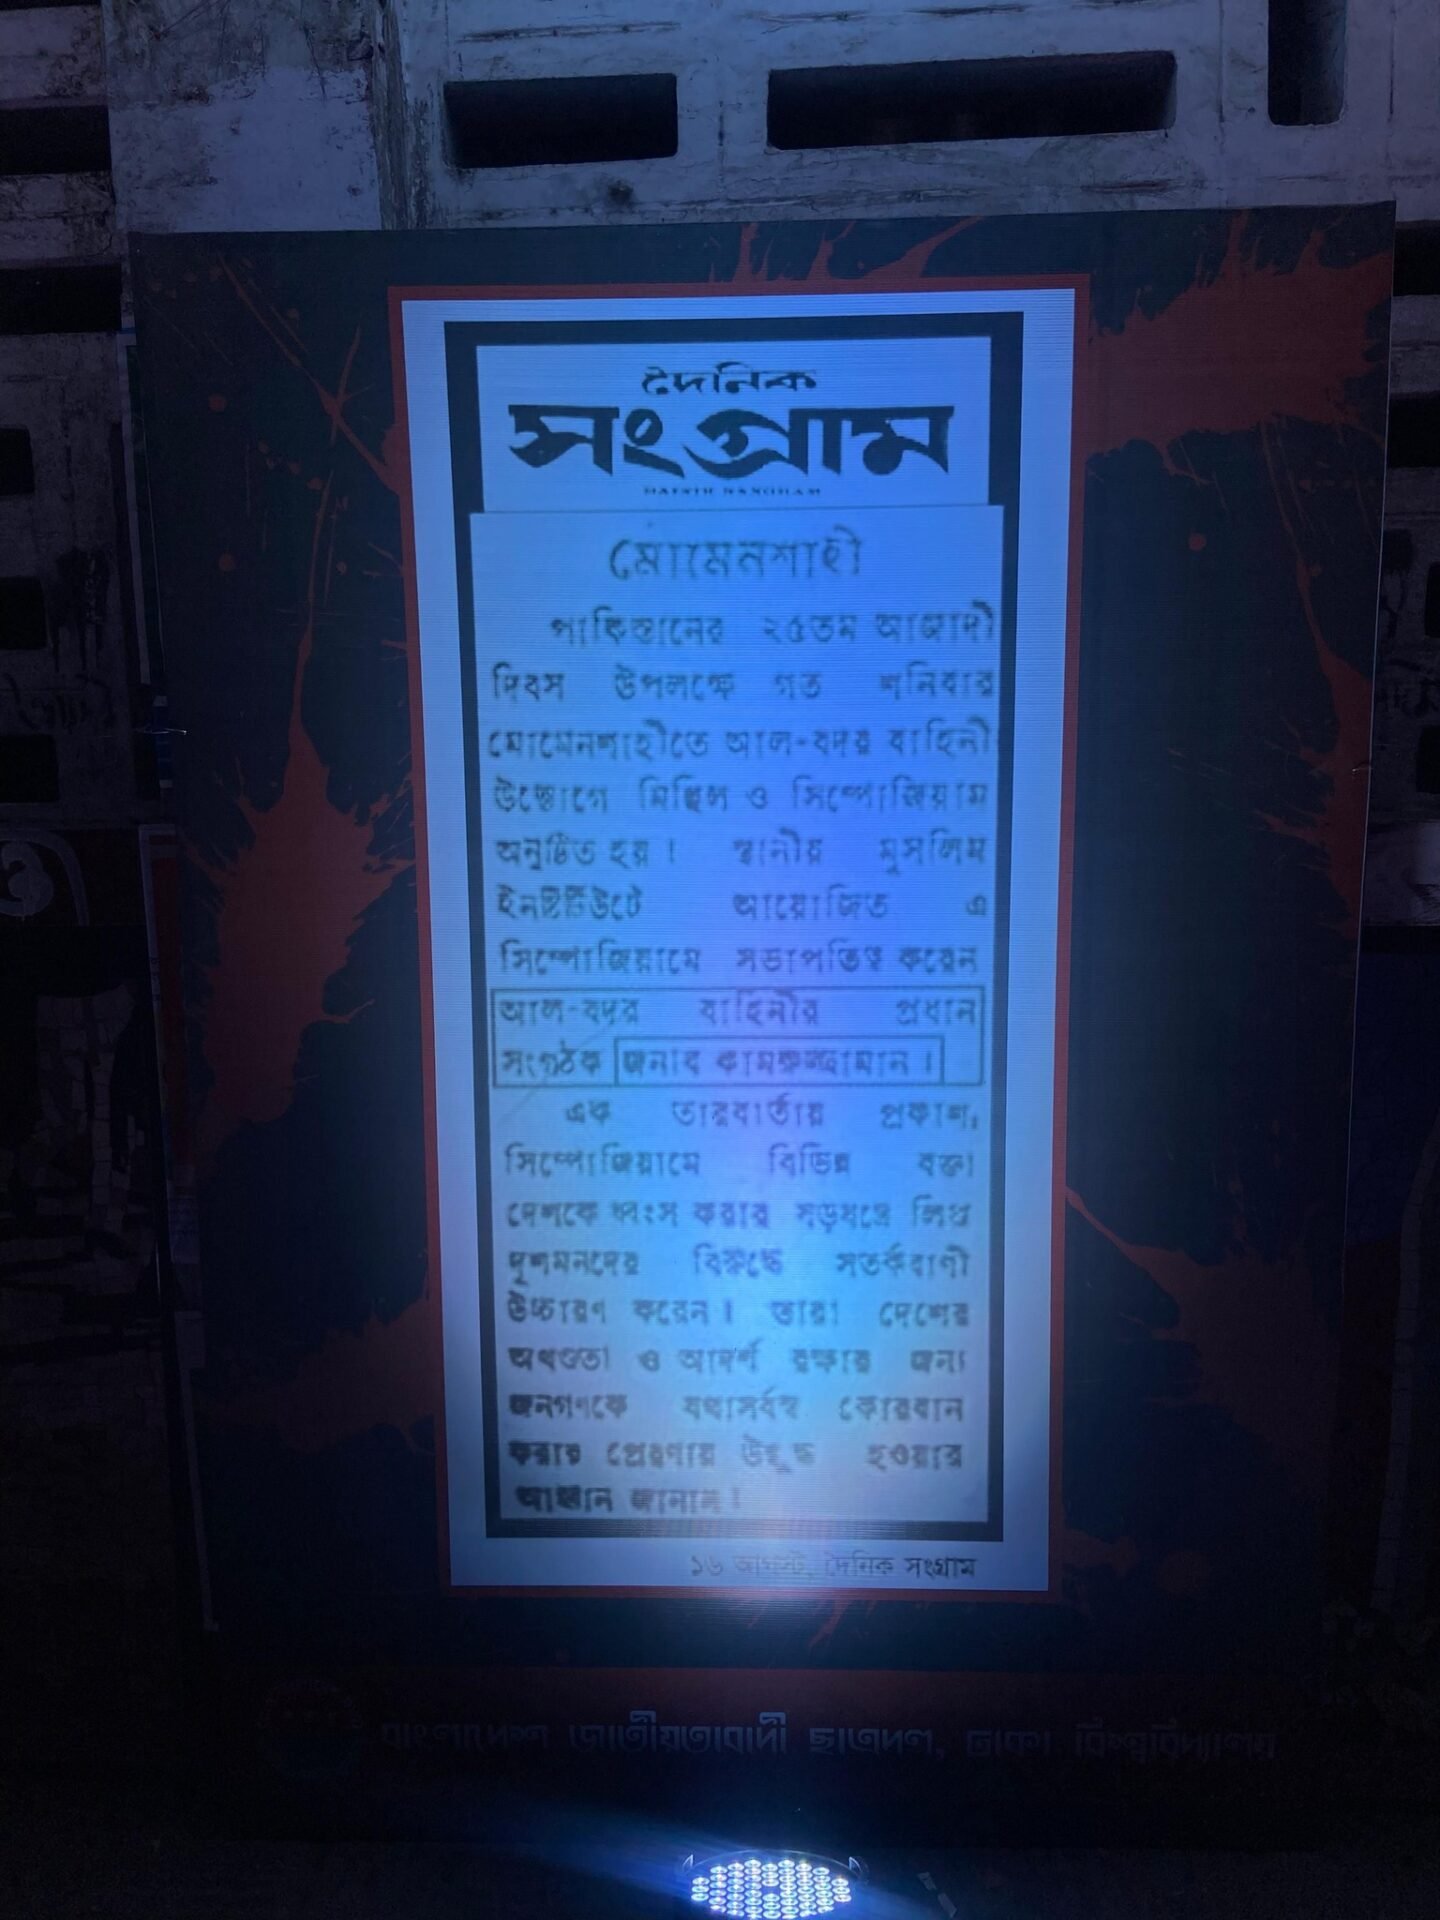 দৈনিক
সংগ্রাম
DAINIK SANGRAM
মোমেনশাহী
পাকিস্তানের ২৫তম আজাদী
দিবস উপলক্ষে গত শনিবার
মোমেনশাহীতে আল-বদর বাহিনী
উদ্যোগে মিছিল ও সিম্পোজিয়াম
অনুষ্ঠিত হয়। স্থানীয় মুসলিম
ইনষ্টিটিউটে আয়োজিত এ
সিম্পোজিয়ামে সভাপতিত্ব করেন
আল-বদর বাহিনীর প্রধান
সংগঠক জনাব কামরুজ্জামান।
এক তারবার্তায় প্রকাশ,
সিম্পোজিয়ামে বিভিন্ন বক্তা
দেশকে ধ্বংস করার ষড়যন্ত্রে লিপ্ত
দুশমনদের বিরুদ্ধে সতর্কবাণী
উচ্চারণ করেন। তারা দেশের
অখণ্ডতা ও আদর্শ রক্ষার জন্য
জনগণকে যথাসর্বস্ব কোরবান
করার প্রেরণায় উদ্বুদ্ধ হওয়ার
আহ্বান জানান।
১৬ আগস্ট, দৈনিক সংগ্রাম
বাংলাদেশ জাতীয়তাবাদী ছাত্রদল, ঢাকা বিশ্ববিদ্যালয়